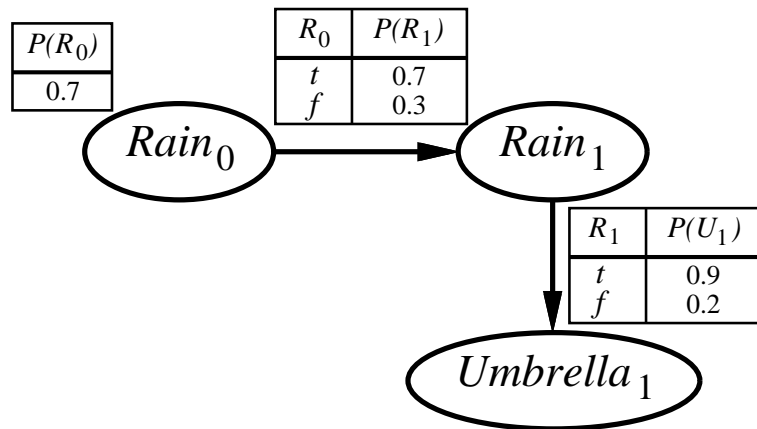 P(R0)
0.7
R0 P(R1)
t 0.7
f 0.3
Rain0
Rain1
R1 P(U1)
t 0.9
f 0.2
Umbrella1